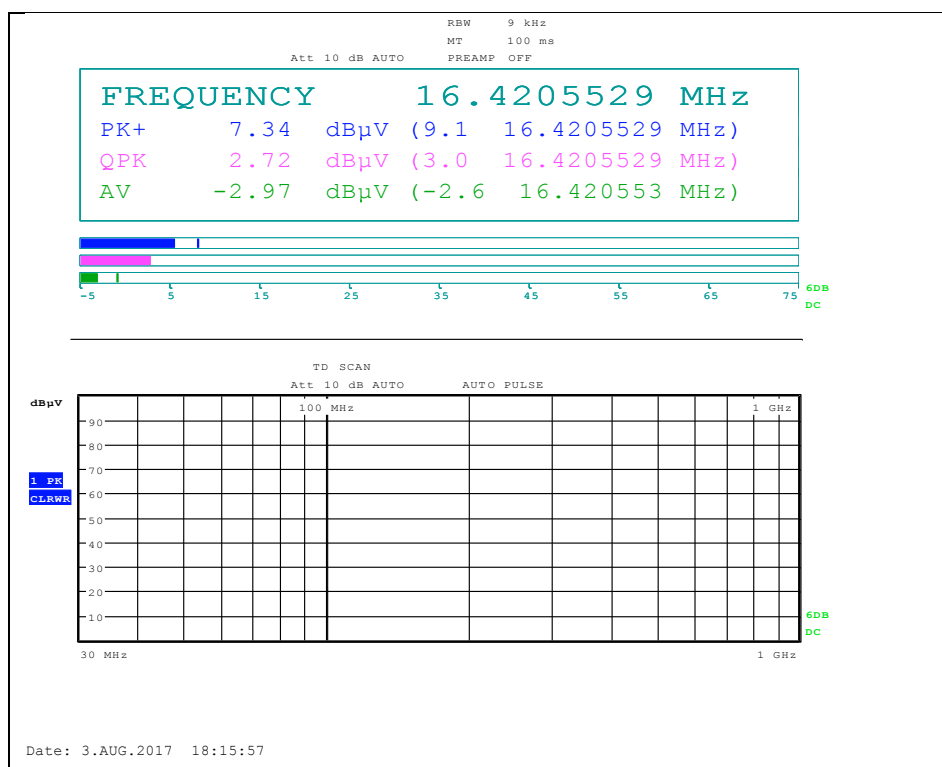 RBW 9 kHz
MT 100 ms
Att 10 dB AUTO PREAMP OFF
FREQUENCY 16.4205529 MHz
PK+ 7.34 dBµV (9.1 16.4205529 MHz)
QPK 2.72 dBµV (3.0 16.4205529 MHz)
AV -2.97 dBµV (-2.6 16.420553 MHz)
-5 5 15 25 35 45 55 65 75
6DB
DC
TD SCAN
Att 10 dB AUTO AUTO PULSE
dBµV
100 MHz 1 GHz
90
80
70
1 PK
60
CLRWR
50
40
30
20
10
6DB
DC
30 MHz 1 GHz
Date: 3.AUG.2017 18:15:57